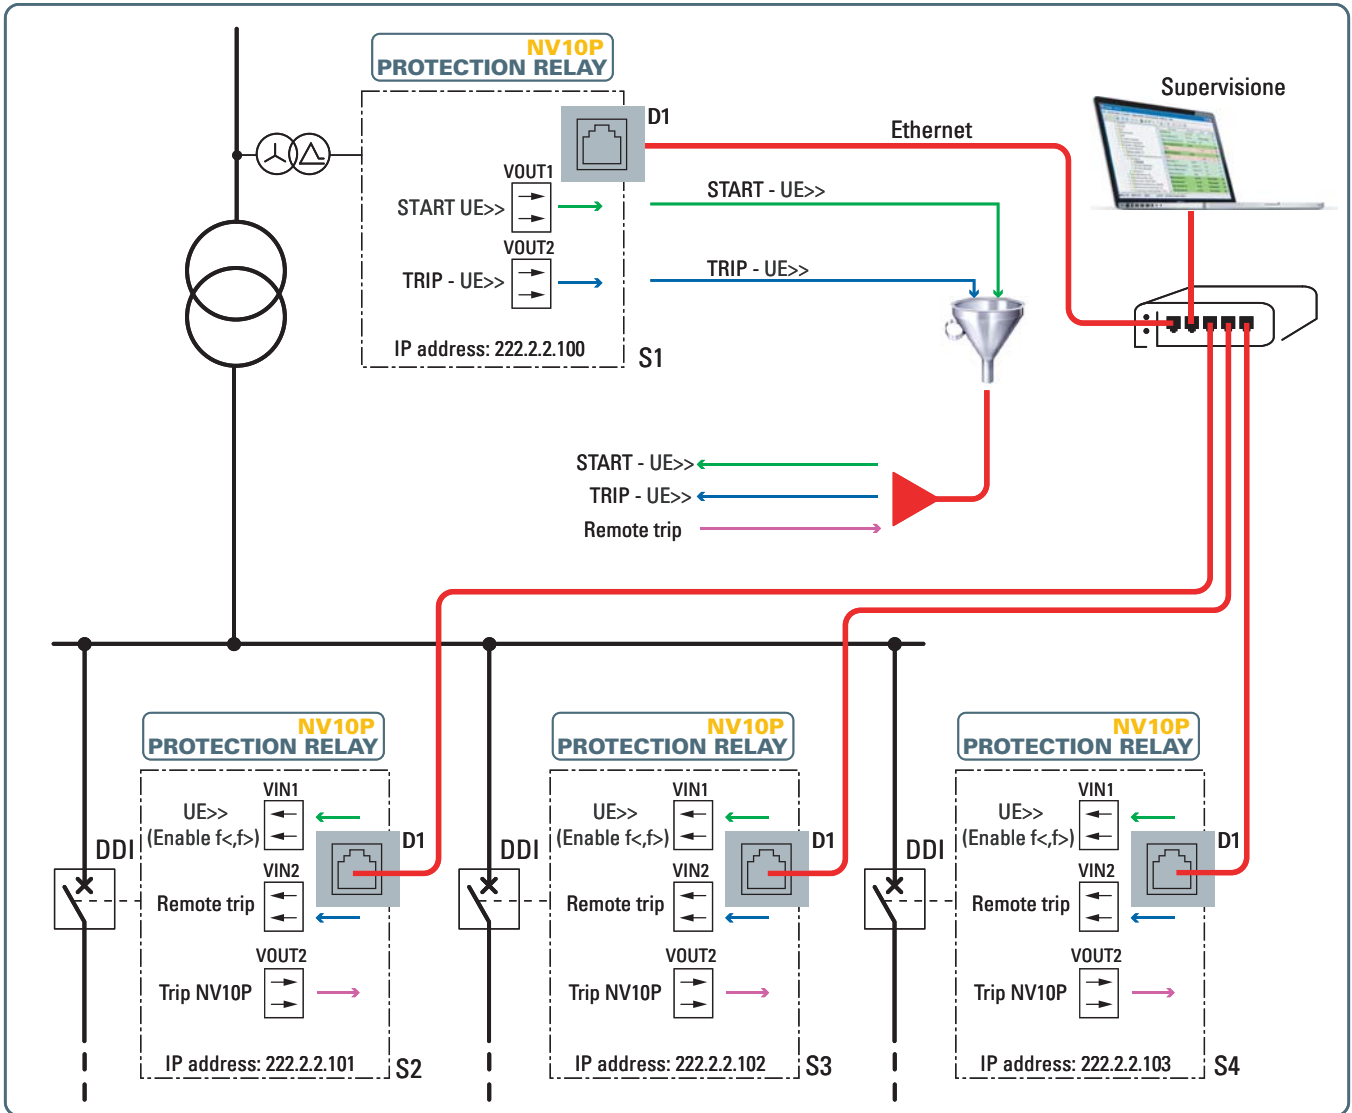 NV10P
PROTECTION RELAY
Supervisione
D1
Ethernet
VOUT1
START UE>>
START - UE>>
VOUT2
TRIP - UE>>
TRIP - UE>>
IP address: 222.2.2.100
S1
START - UE>>
TRIP - UE>>
Remote trip
NV10P
PROTECTION RELAY
VIN1
UE>>
(Enable f<,f>)
D1
DDI
VIN2
Remote trip
VOUT2
Trip NV10P
IP address: 222.2.2.101
S2
NV10P
PROTECTION RELAY
VIN1
UE>>
(Enable f<,f>)
D1
DDI
VIN2
Remote trip
VOUT2
Trip NV10P
IP address: 222.2.2.102
S3
NV10P
PROTECTION RELAY
VIN1
UE>>
(Enable f<,f>)
D1
DDI
VIN2
Remote trip
VOUT2
Trip NV10P
IP address: 222.2.2.103
S4